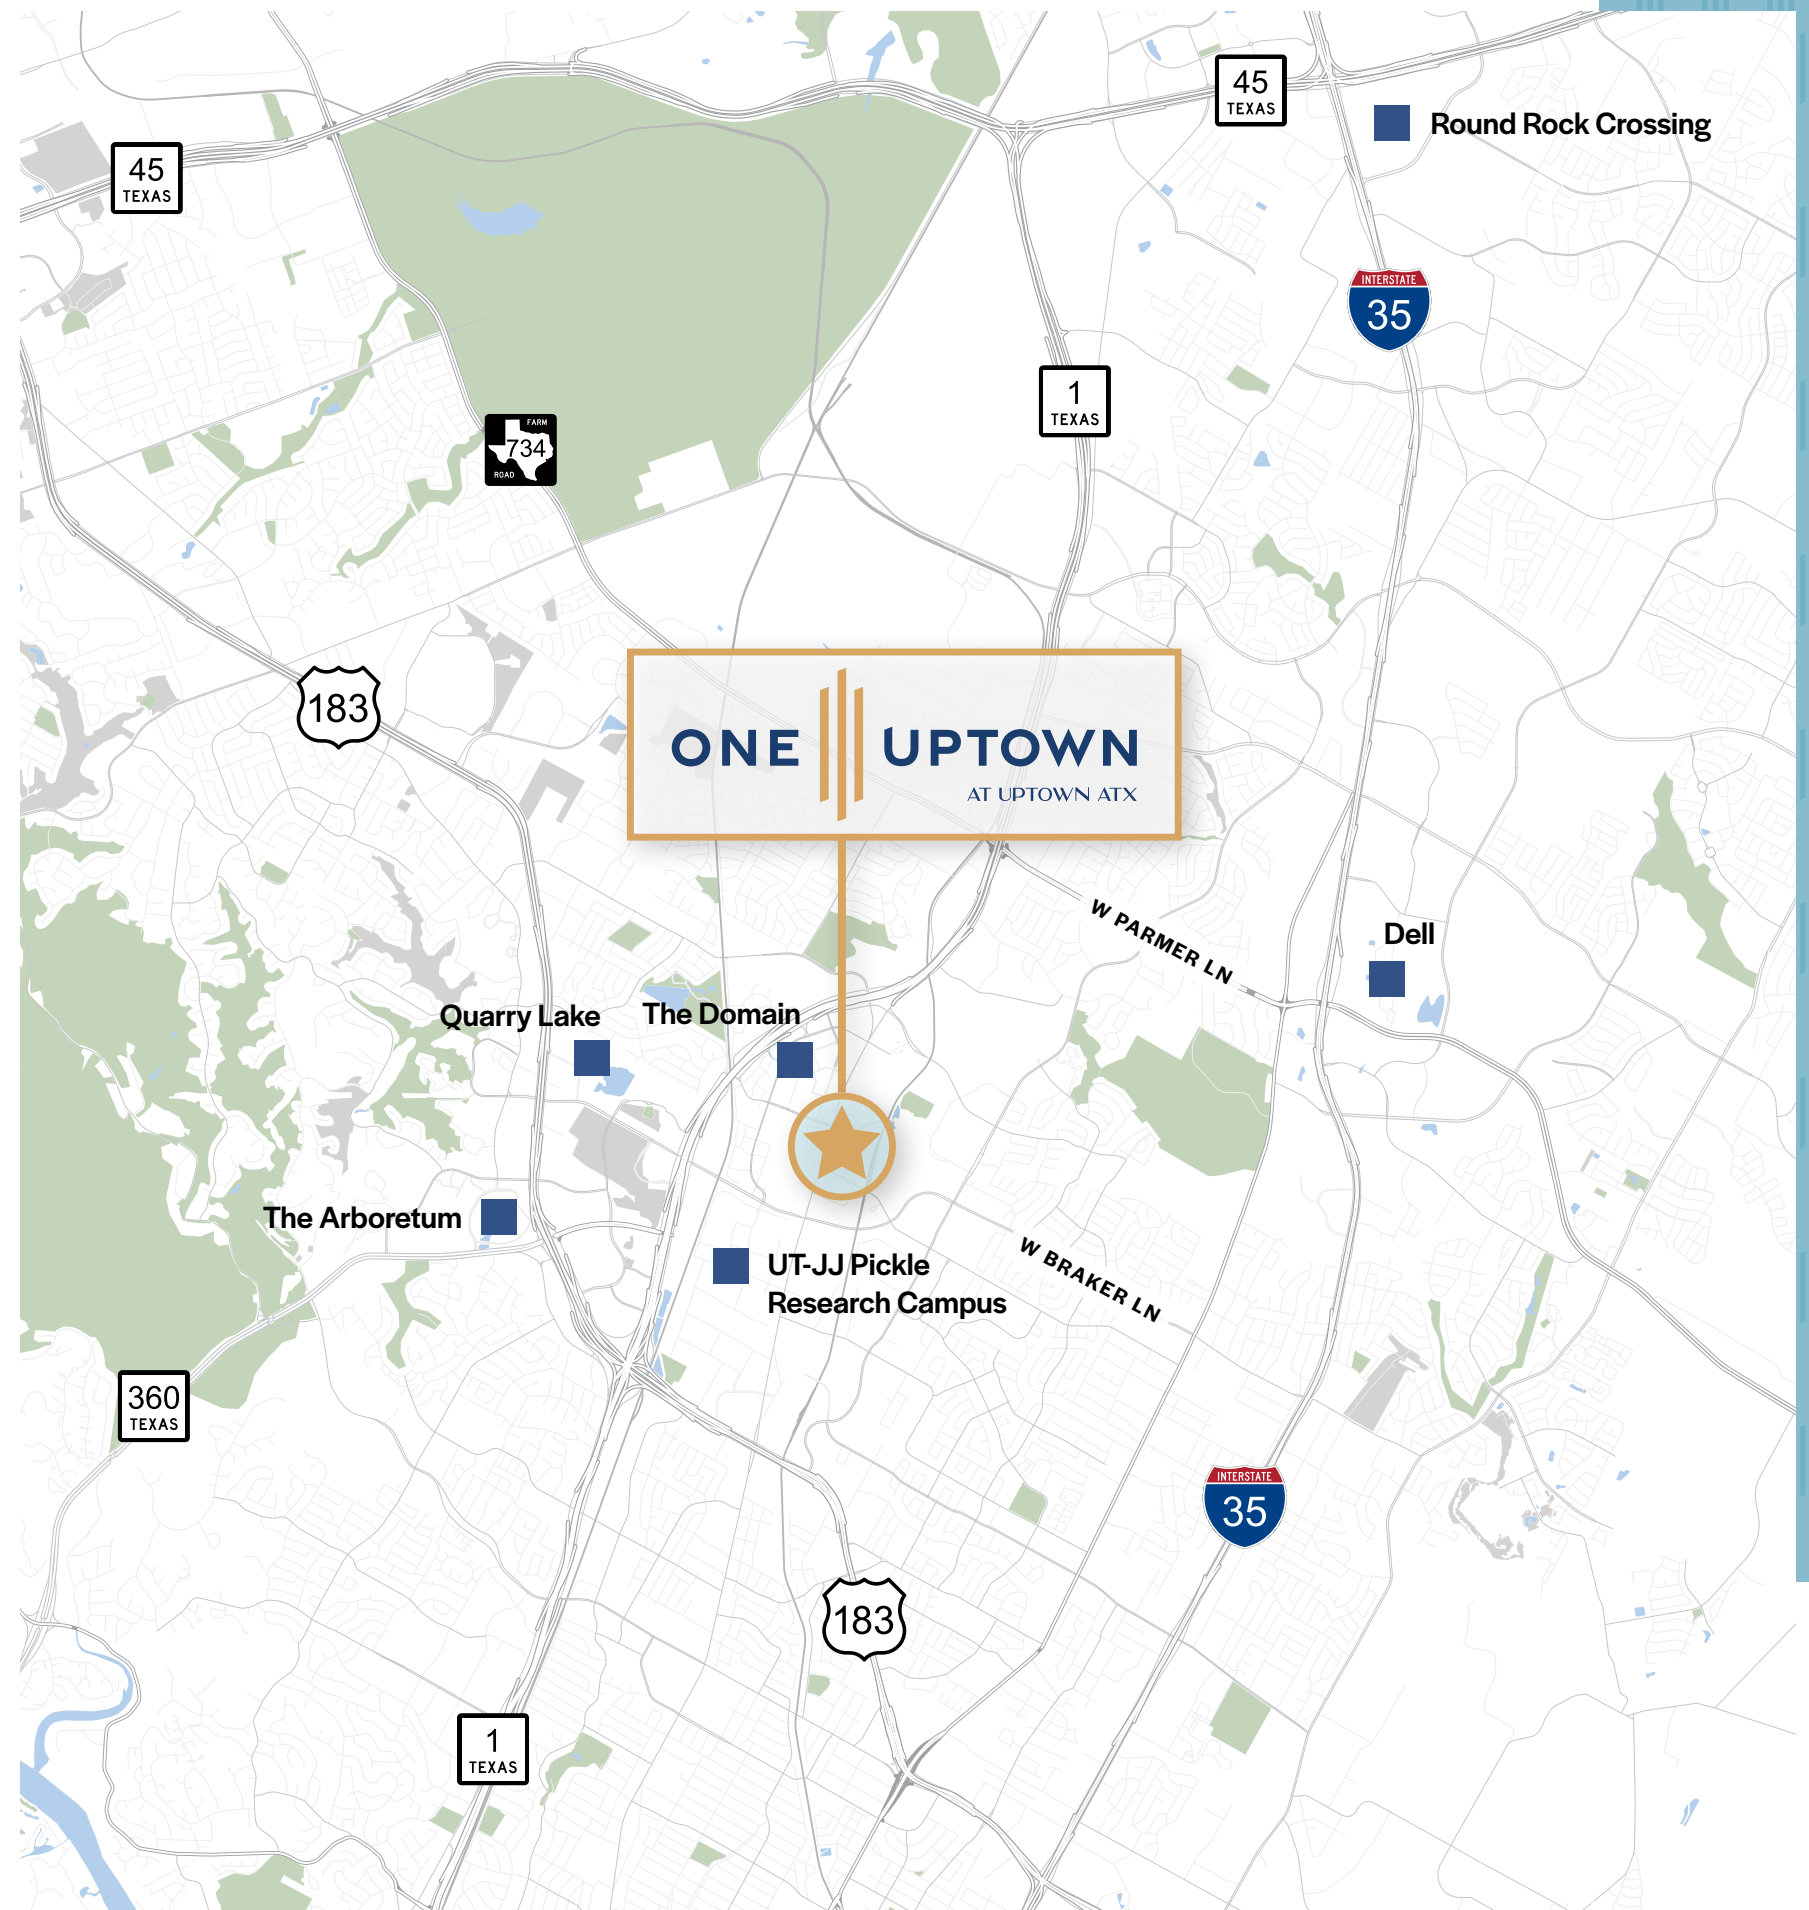 45
TEXAS
Round Rock Crossing
45
TEXAS
INTERSTATE
35
1
TEXAS
FARM
734
ROAD
183
ONE UPTOWN
AT UPTOWN ATX
W PARMER LN
Dell
Quarry Lake
The Domain
The Arboretum
W BRAKER LN
UT-JJ Pickle
Research Campus
360
TEXAS
INTERSTATE
35
183
1
TEXAS